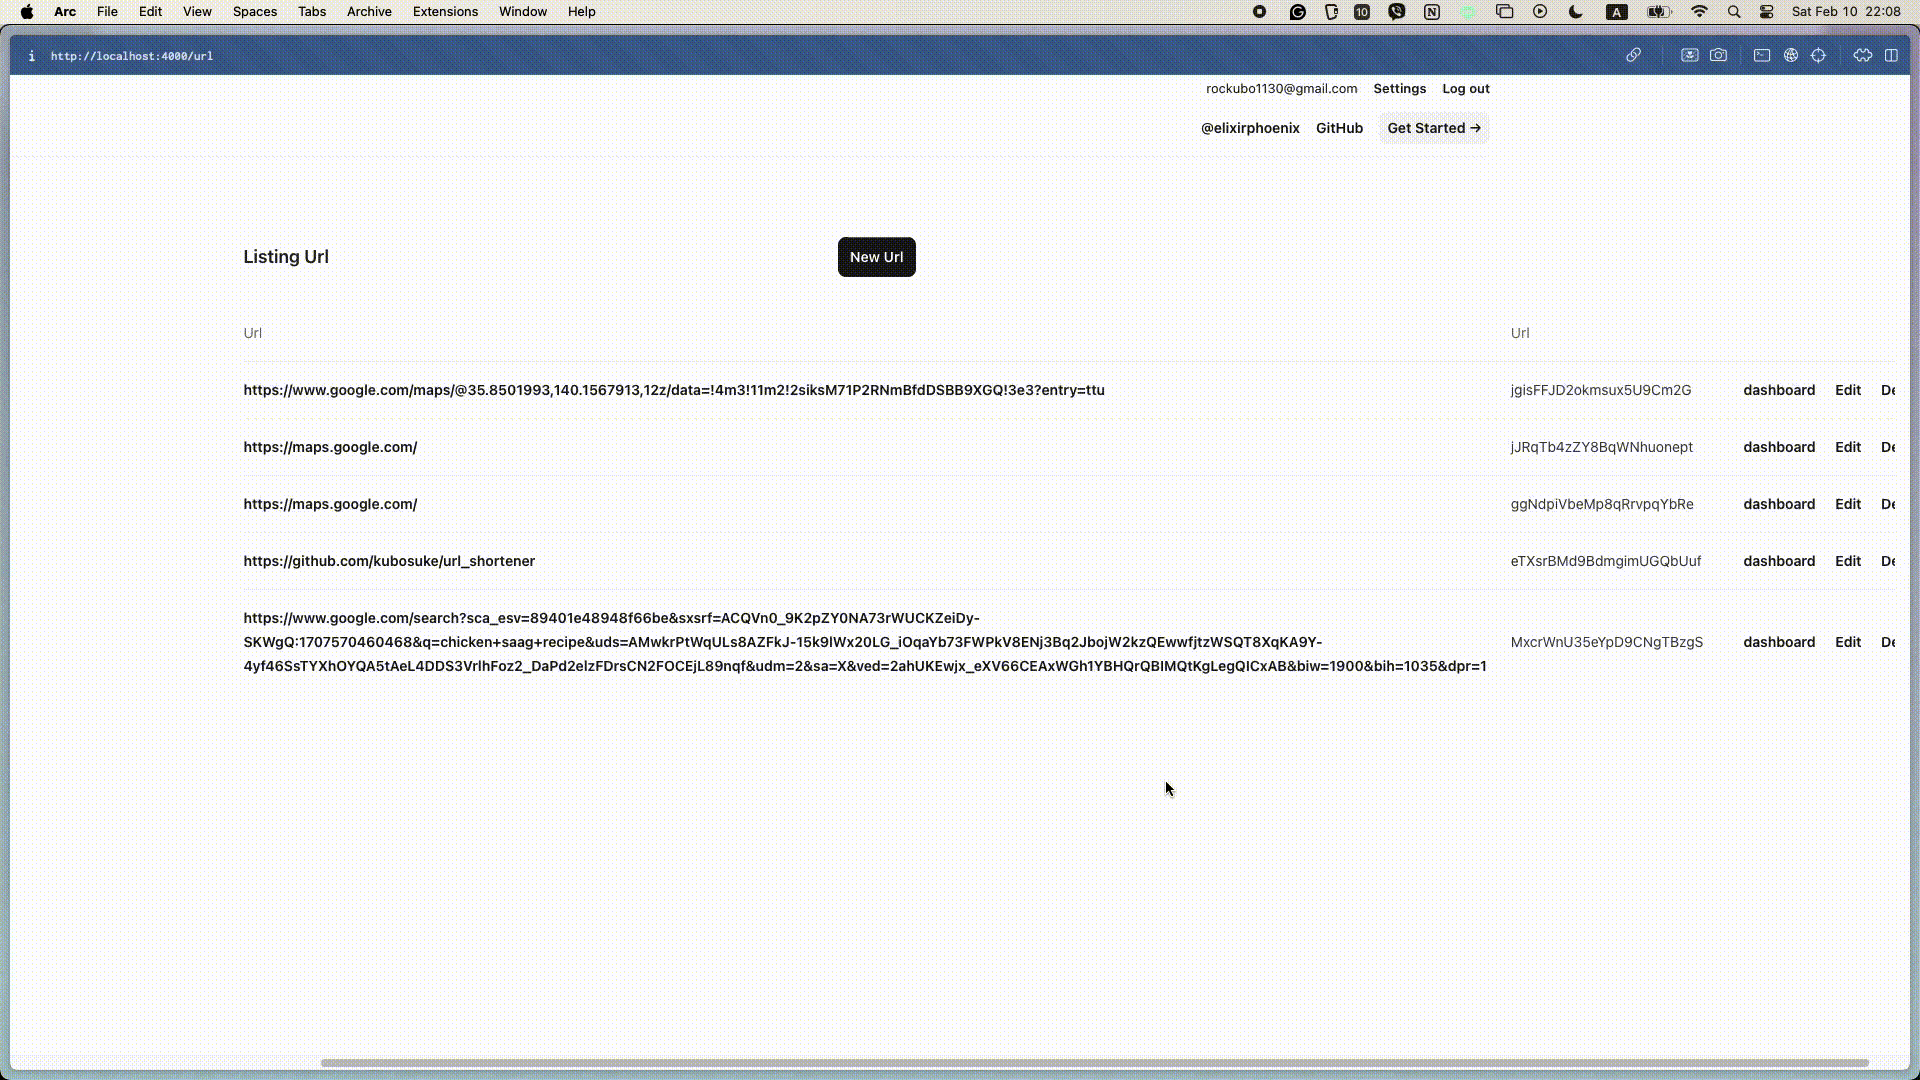 Arc File Edit View Spaces Tabs Archive Extensions Window Help 10 A Sat Feb 10 22:08
i http://localhost:4000/url
rockubo1130@gmail.com Settings Log out
@elixirphoenix GitHub Get Started →
Listing Url New Url
Url Url
https://www.google.com/maps/@35.8501993,140.1567913,12z/data=!4m3!11m2!2siksM71P2RNmBfdDSBB9XGQ!3e3?entry=ttu jgisFFJD2okmsux5U9Cm2G dashboard Edit De
https://maps.google.com/ jJRqTb4zZY8BqWNhuonept dashboard Edit De
https://maps.google.com/ ggNdpiVbeMp8qRrvpqYbRe dashboard Edit De
https://github.com/kubosuke/url_shortener eTXsrBMd9BdmgimUGQbUuf dashboard Edit De
https://www.google.com/search?sca_esv=89401e48948f66be&sxsrf=ACQVn0_9K2pZY0NA73rWUCKZeiDy-
SKWgQ:1707570460468&q=chicken+saag+recipe&uds=AMwkrPtWqULs8AZFkJ-15k9IWx20LG_iOqaYb73FWPkV8ENj3Bq2JbojW2kzQEwwfjtzWSQT8XqKA9Y- MxcrWnU35eYpD9CNgTBzgS dashboard Edit De
4yf46SsTYXhOYQA5tAeL4DDS3VrlhFoz2_DaPd2elzFDrsCN2FOCEjL89nqf&udm=2&sa=X&ved=2ahUKEwjx_eXV66CEAxWGh1YBHQrQBIMQtKgLegQICxAB&biw=1900&bih=1035&dpr=1